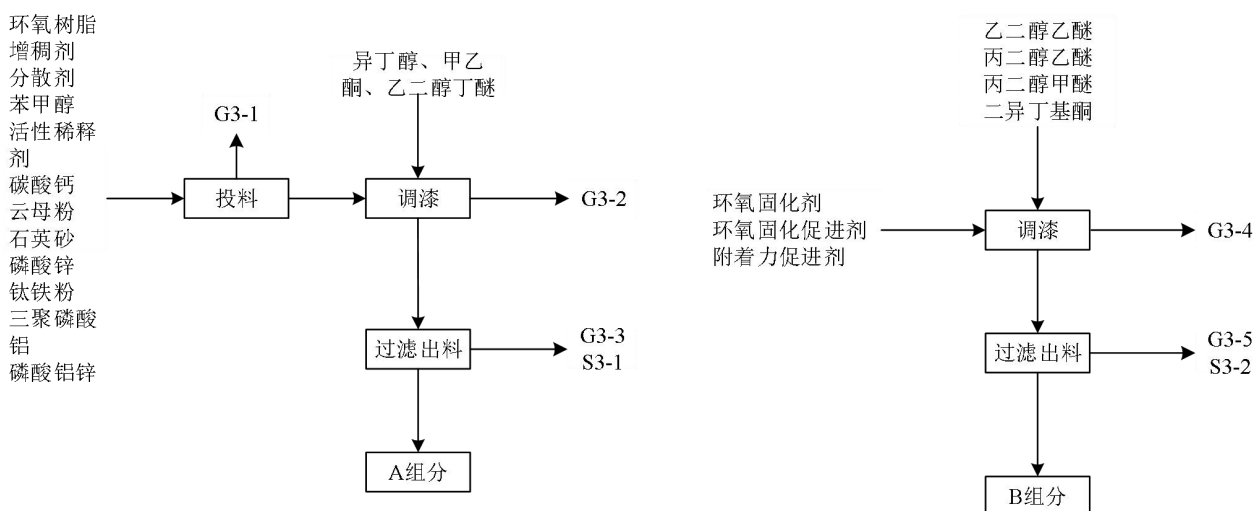 环氧树脂
增稠剂
分散剂
苯甲醇
活性稀释
剂
碳酸钙
云母粉
石英砂
磷酸锌
钛铁粉
三聚磷酸
铝
磷酸铝锌
G3-1
投料
异丁醇、甲乙
酮、乙二醇丁醚
调漆
G3-2
过滤出料
G3-3
S3-1
A组分
乙二醇乙醚
丙二醇乙醚
丙二醇甲醚
二异丁基酮
环氧固化剂
环氧固化促进剂
附着力促进剂
调漆
G3-4
过滤出料
G3-5
S3-2
B组分